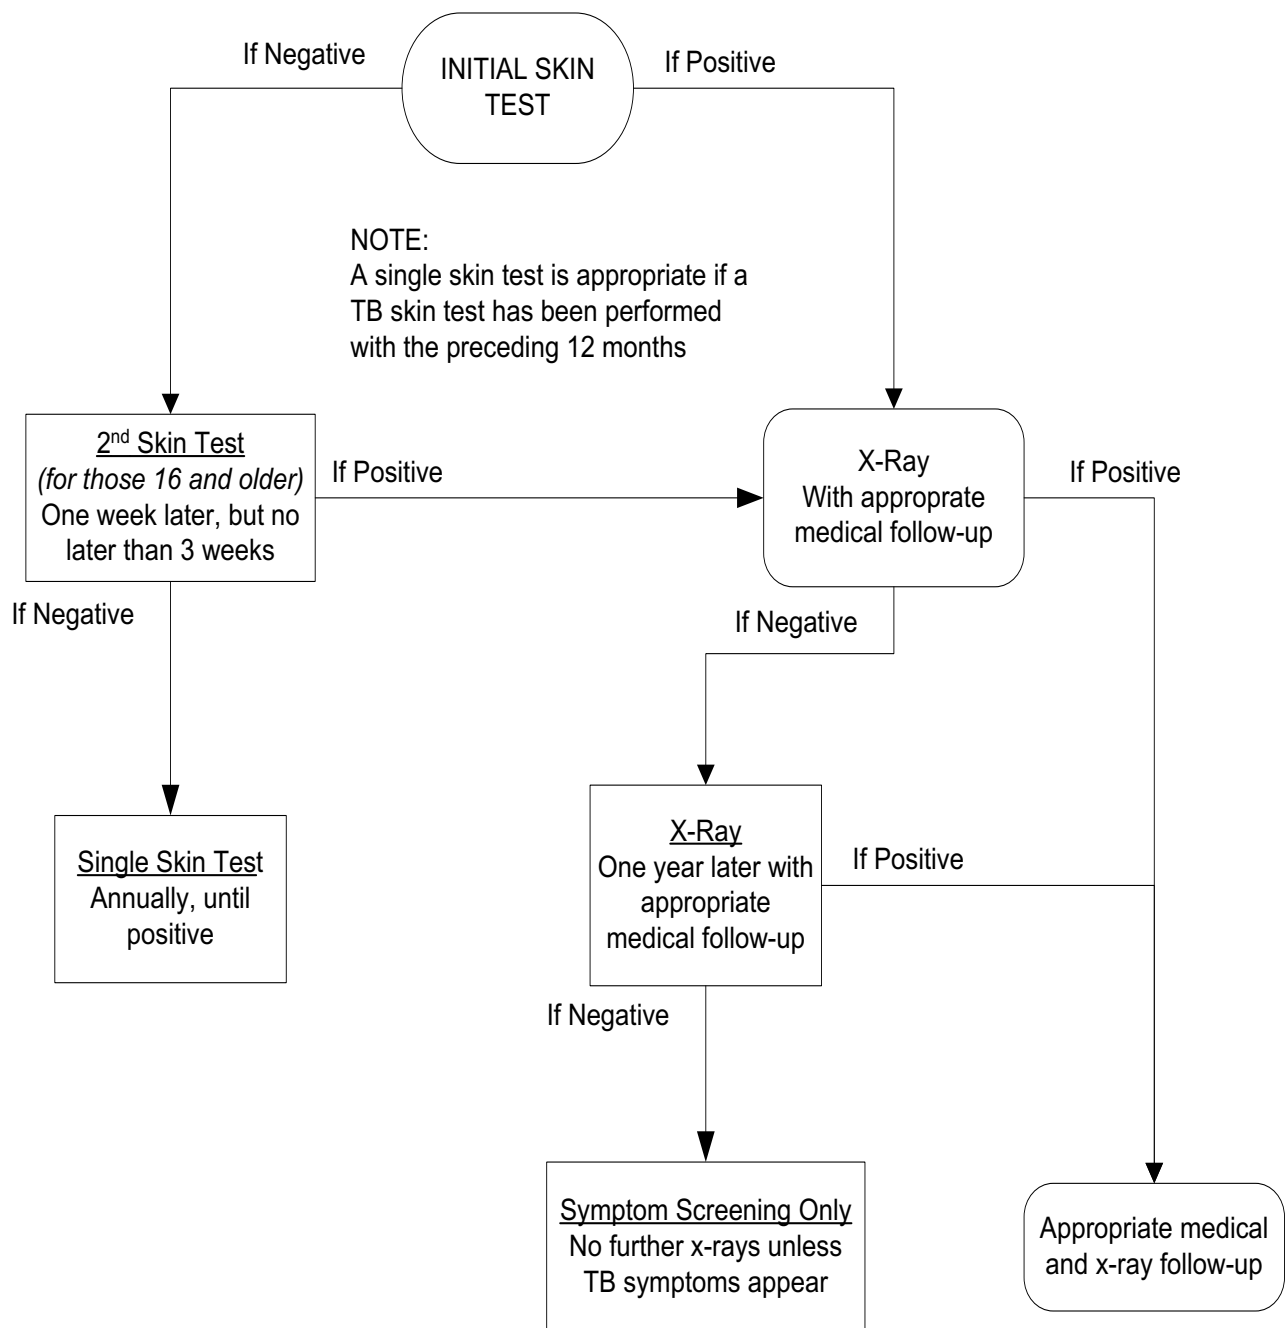 If Negative
INITIAL SKIN
TEST
If Positive
NOTE:
A single skin test is appropriate if a
TB skin test has been performed
with the preceding 12 months
2nd Skin Test
(for those 16 and older)
One week later, but no
later than 3 weeks
If Positive
X-Ray
With approprate
medical follow-up
If Positive
If Negative
If Negative
Single Skin Test
Annually, until
positive
X-Ray
One year later with
appropriate
medical follow-up
If Positive
If Negative
Symptom Screening Only
No further x-rays unless
TB symptoms appear
Appropriate medical
and x-ray follow-up